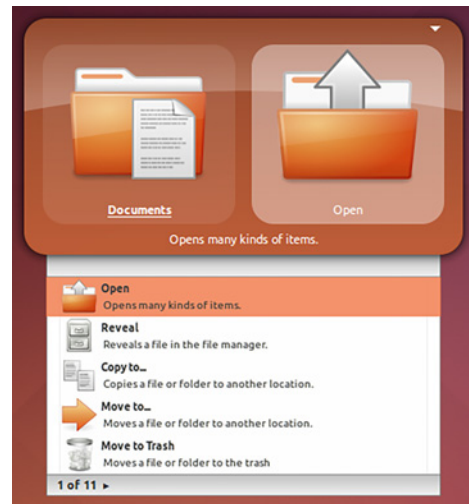 Documents
Open
Opens many kinds of items.
Open
Opens many kinds of items.
Reveal
Reveals a file in the file manager.
Copy to...
Copies a file or folder to another location.
Move to...
Moves a file or folder to another location.
Move to Trash
Moves a file or folder to the trash
1 of 11 ▸